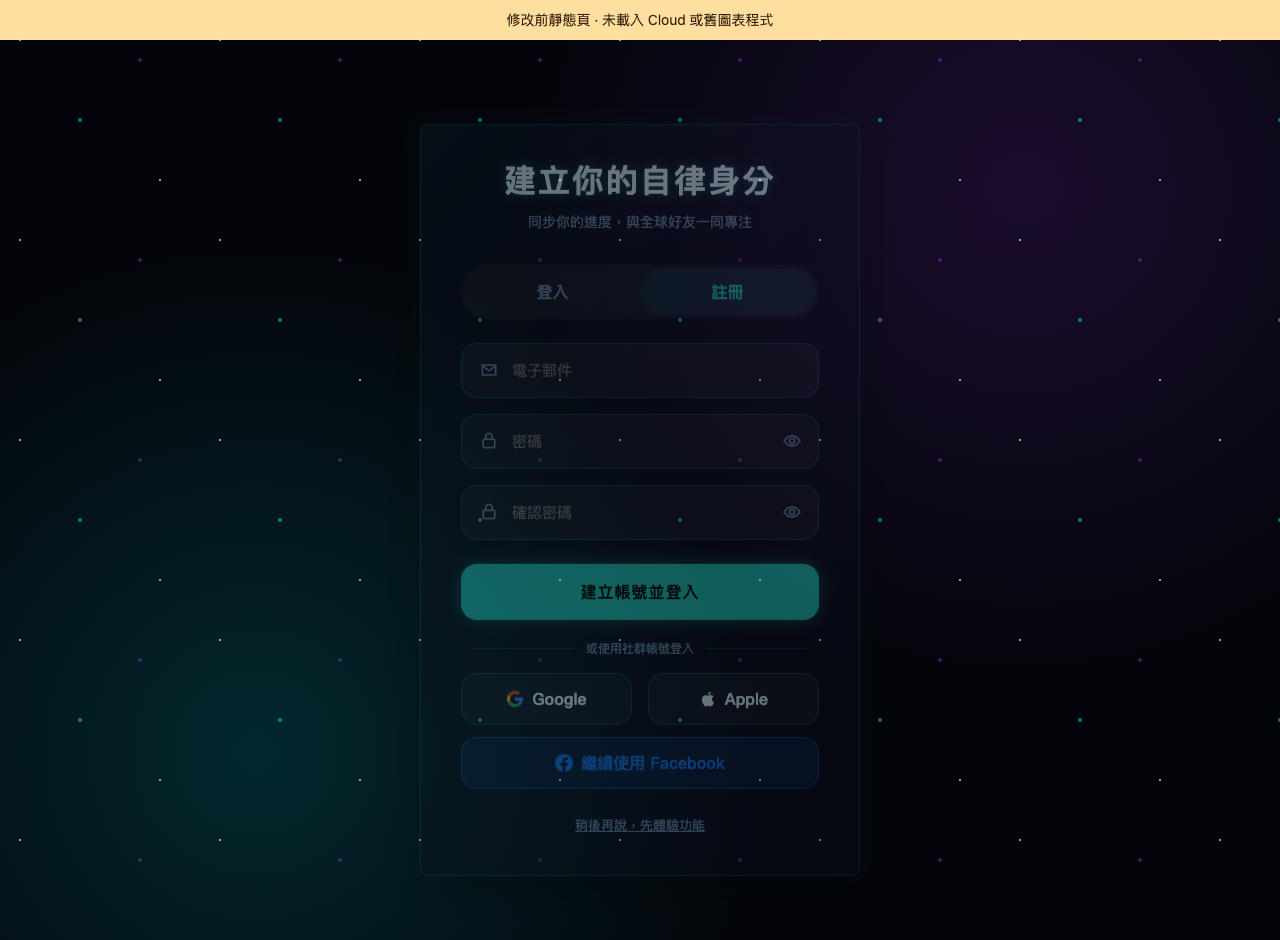 修改前靜態頁 · 未載入 Cloud 或舊圖表程式
建立你的自律身分
同步你的進度，與全球好友一同專注
登入
註冊
電子郵件
密碼
確認密碼
建立帳號並登入
或使用社群帳號登入
Google
Apple
繼續使用 Facebook
稍後再說，先體驗功能